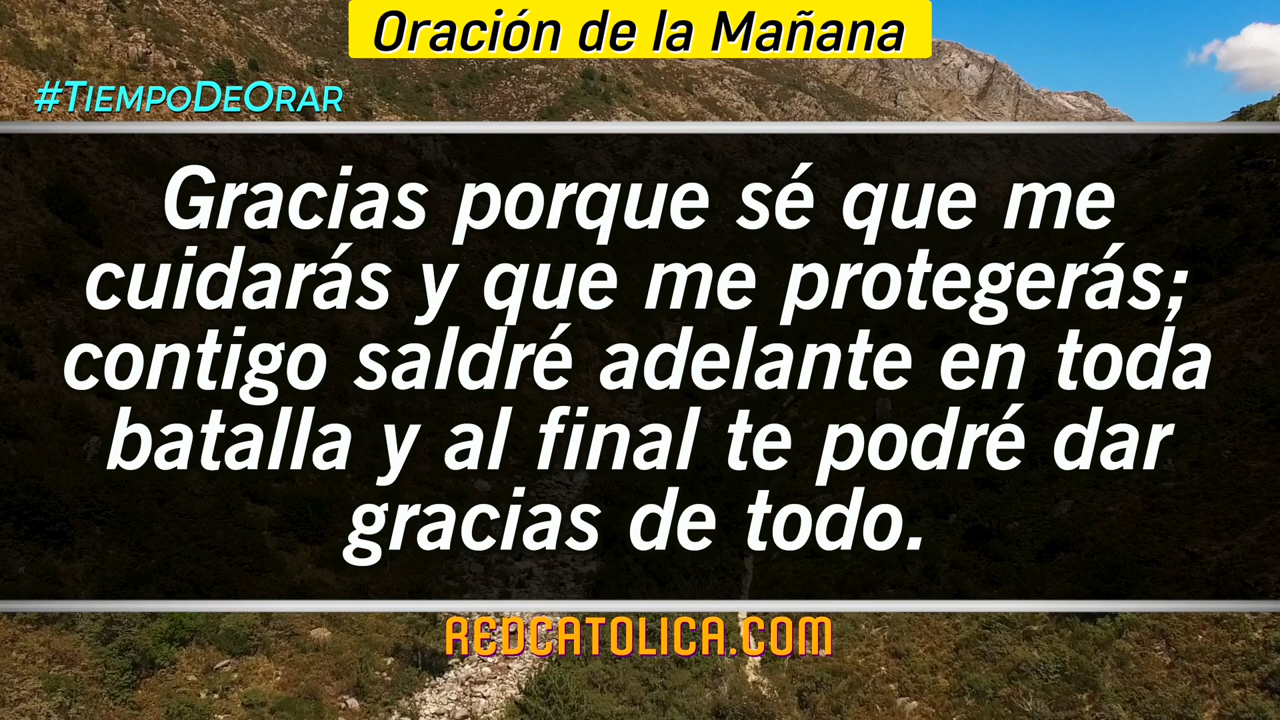 Oración de la Mañana
#TIEMPODEORAR
Gracias porque sé que me
cuidarás y que me protegerás;
contigo saldré adelante en toda
batalla y al final te podré dar
gracias de todo.
REDCATOLICA.COM